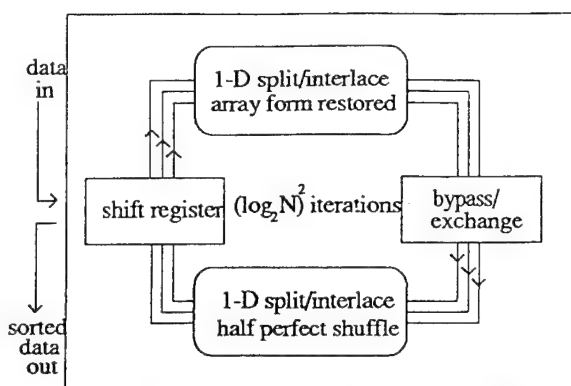 data
in
1-D split/interlace
array form restored
shift register
(log₂N)² iterations
bypass/
exchange
1-D split/interlace
half perfect shuffle
sorted
data
out